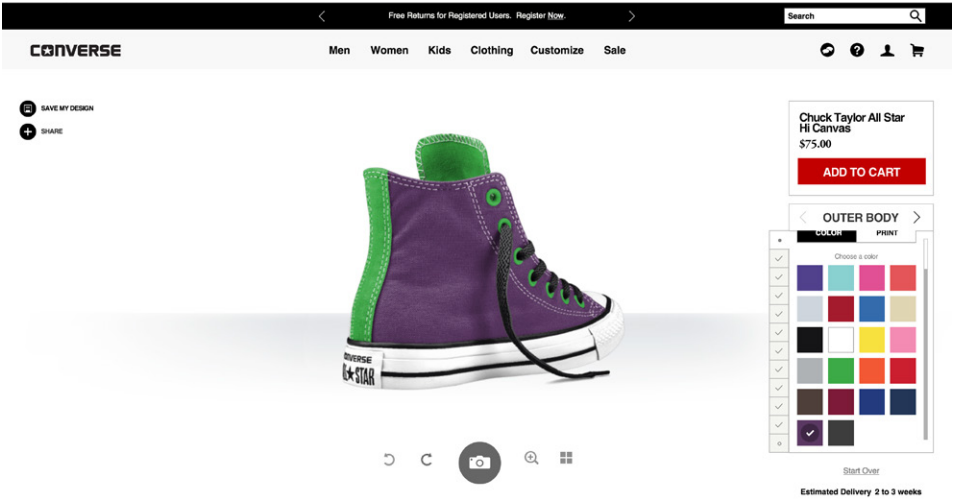 Free Returns for Registered Users. Register Now.
Search
CONVERSE
Men Women Kids Clothing Customize Sale
SAVE MY DESIGN
SHARE
Chuck Taylor All Star
Hi Canvas
$75.00
ADD TO CART
OUTER BODY
COLOR PRINT
Choose a color
CONVERSE
ALL★STAR
Start Over
Estimated Delivery 2 to 3 weeks